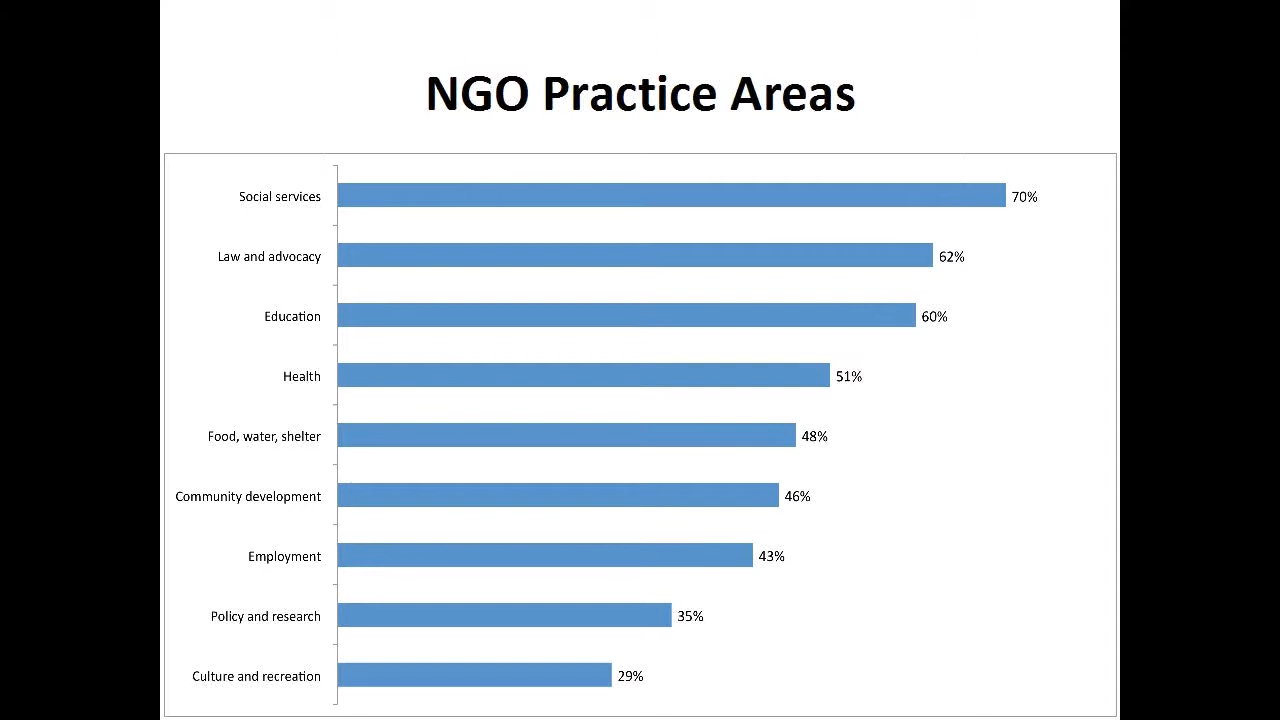 NGO Practice Areas
Social services 70%
Law and advocacy 62%
Education 60%
Health 51%
Food, water, shelter 48%
Community development 46%
Employment 43%
Policy and research 35%
Culture and recreation 29%